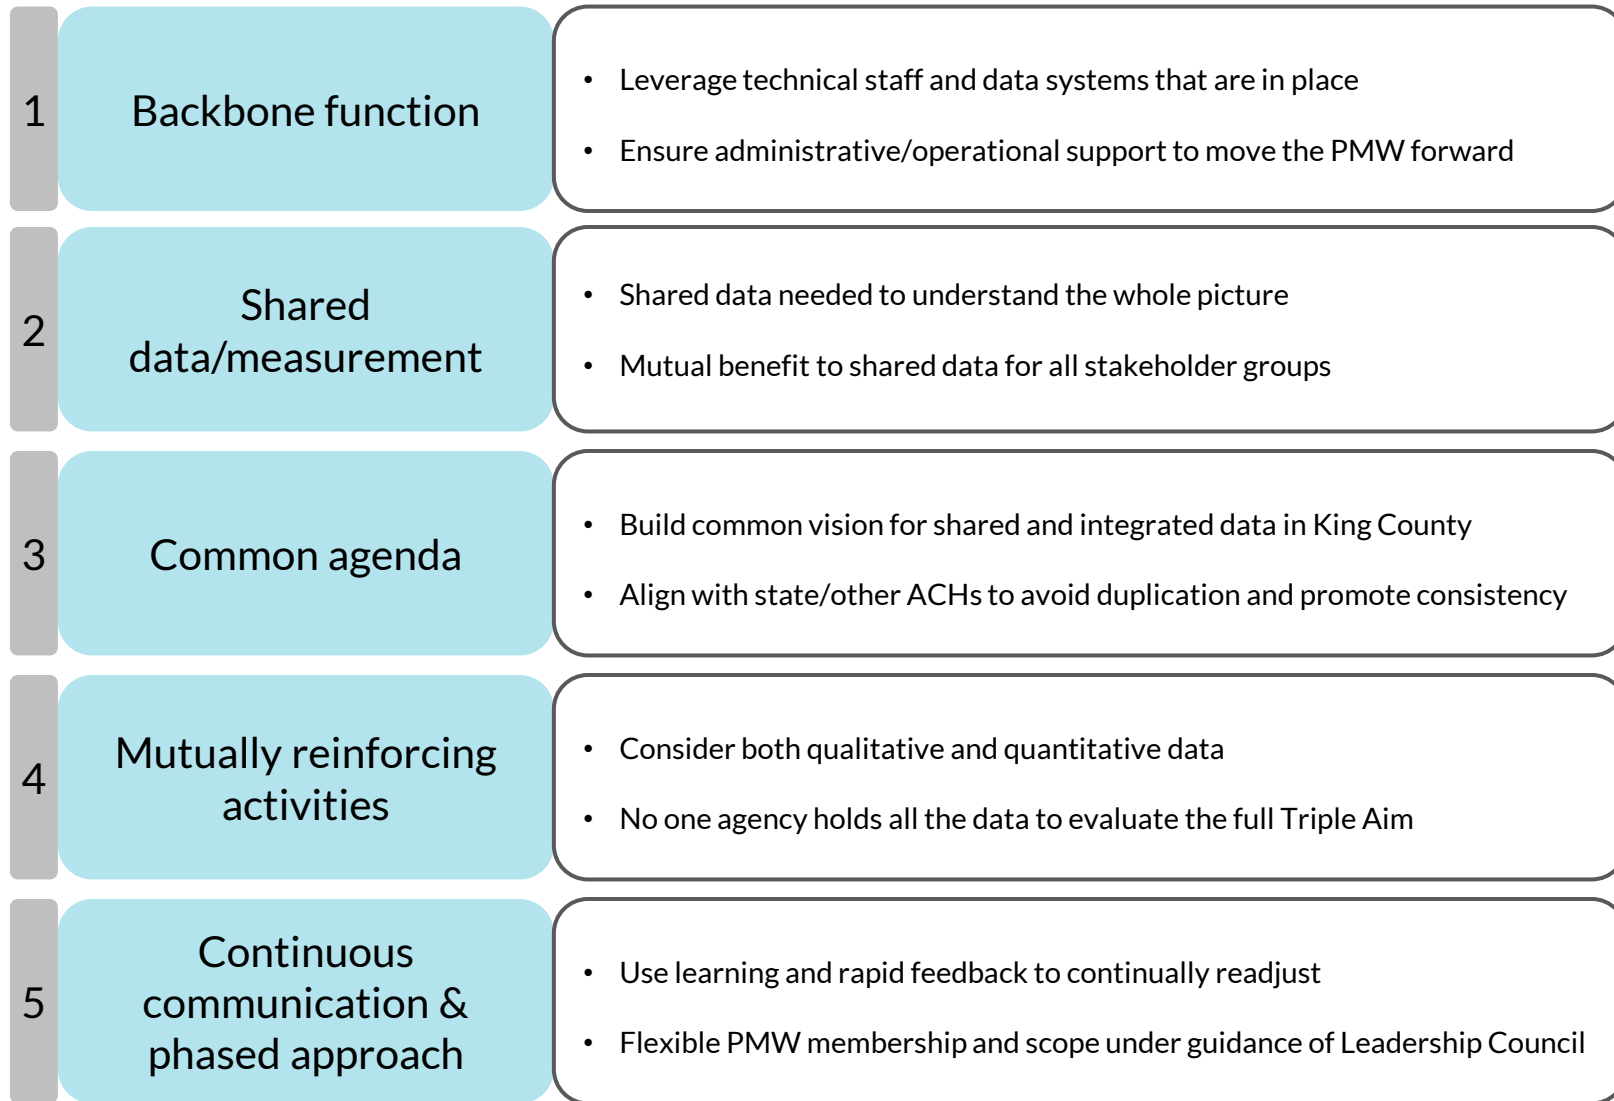 1
Backbone function
• Leverage technical staff and data systems that are in place
• Ensure administrative/operational support to move the PMW forward
2
Shared
data/measurement
• Shared data needed to understand the whole picture
• Mutual benefit to shared data for all stakeholder groups
3
Common agenda
• Build common vision for shared and integrated data in King County
• Align with state/other ACHs to avoid duplication and promote consistency
4
Mutually reinforcing
activities
• Consider both qualitative and quantitative data
• No one agency holds all the data to evaluate the full Triple Aim
5
Continuous
communication &
phased approach
• Use learning and rapid feedback to continually readjust
• Flexible PMW membership and scope under guidance of Leadership Council